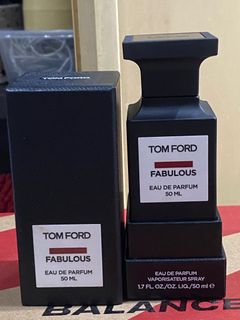 TOM FORD
FABULOUS
EAU DE PARFUM
50 ML
TOM FORD
FABULOUS
EAU DE PARFUM
50 ML
EAU DE PARFUM
VAPORISATEUR SPRAY
1.7 FL.OZ./OZ. LIQ./50 ml e
BALANCE